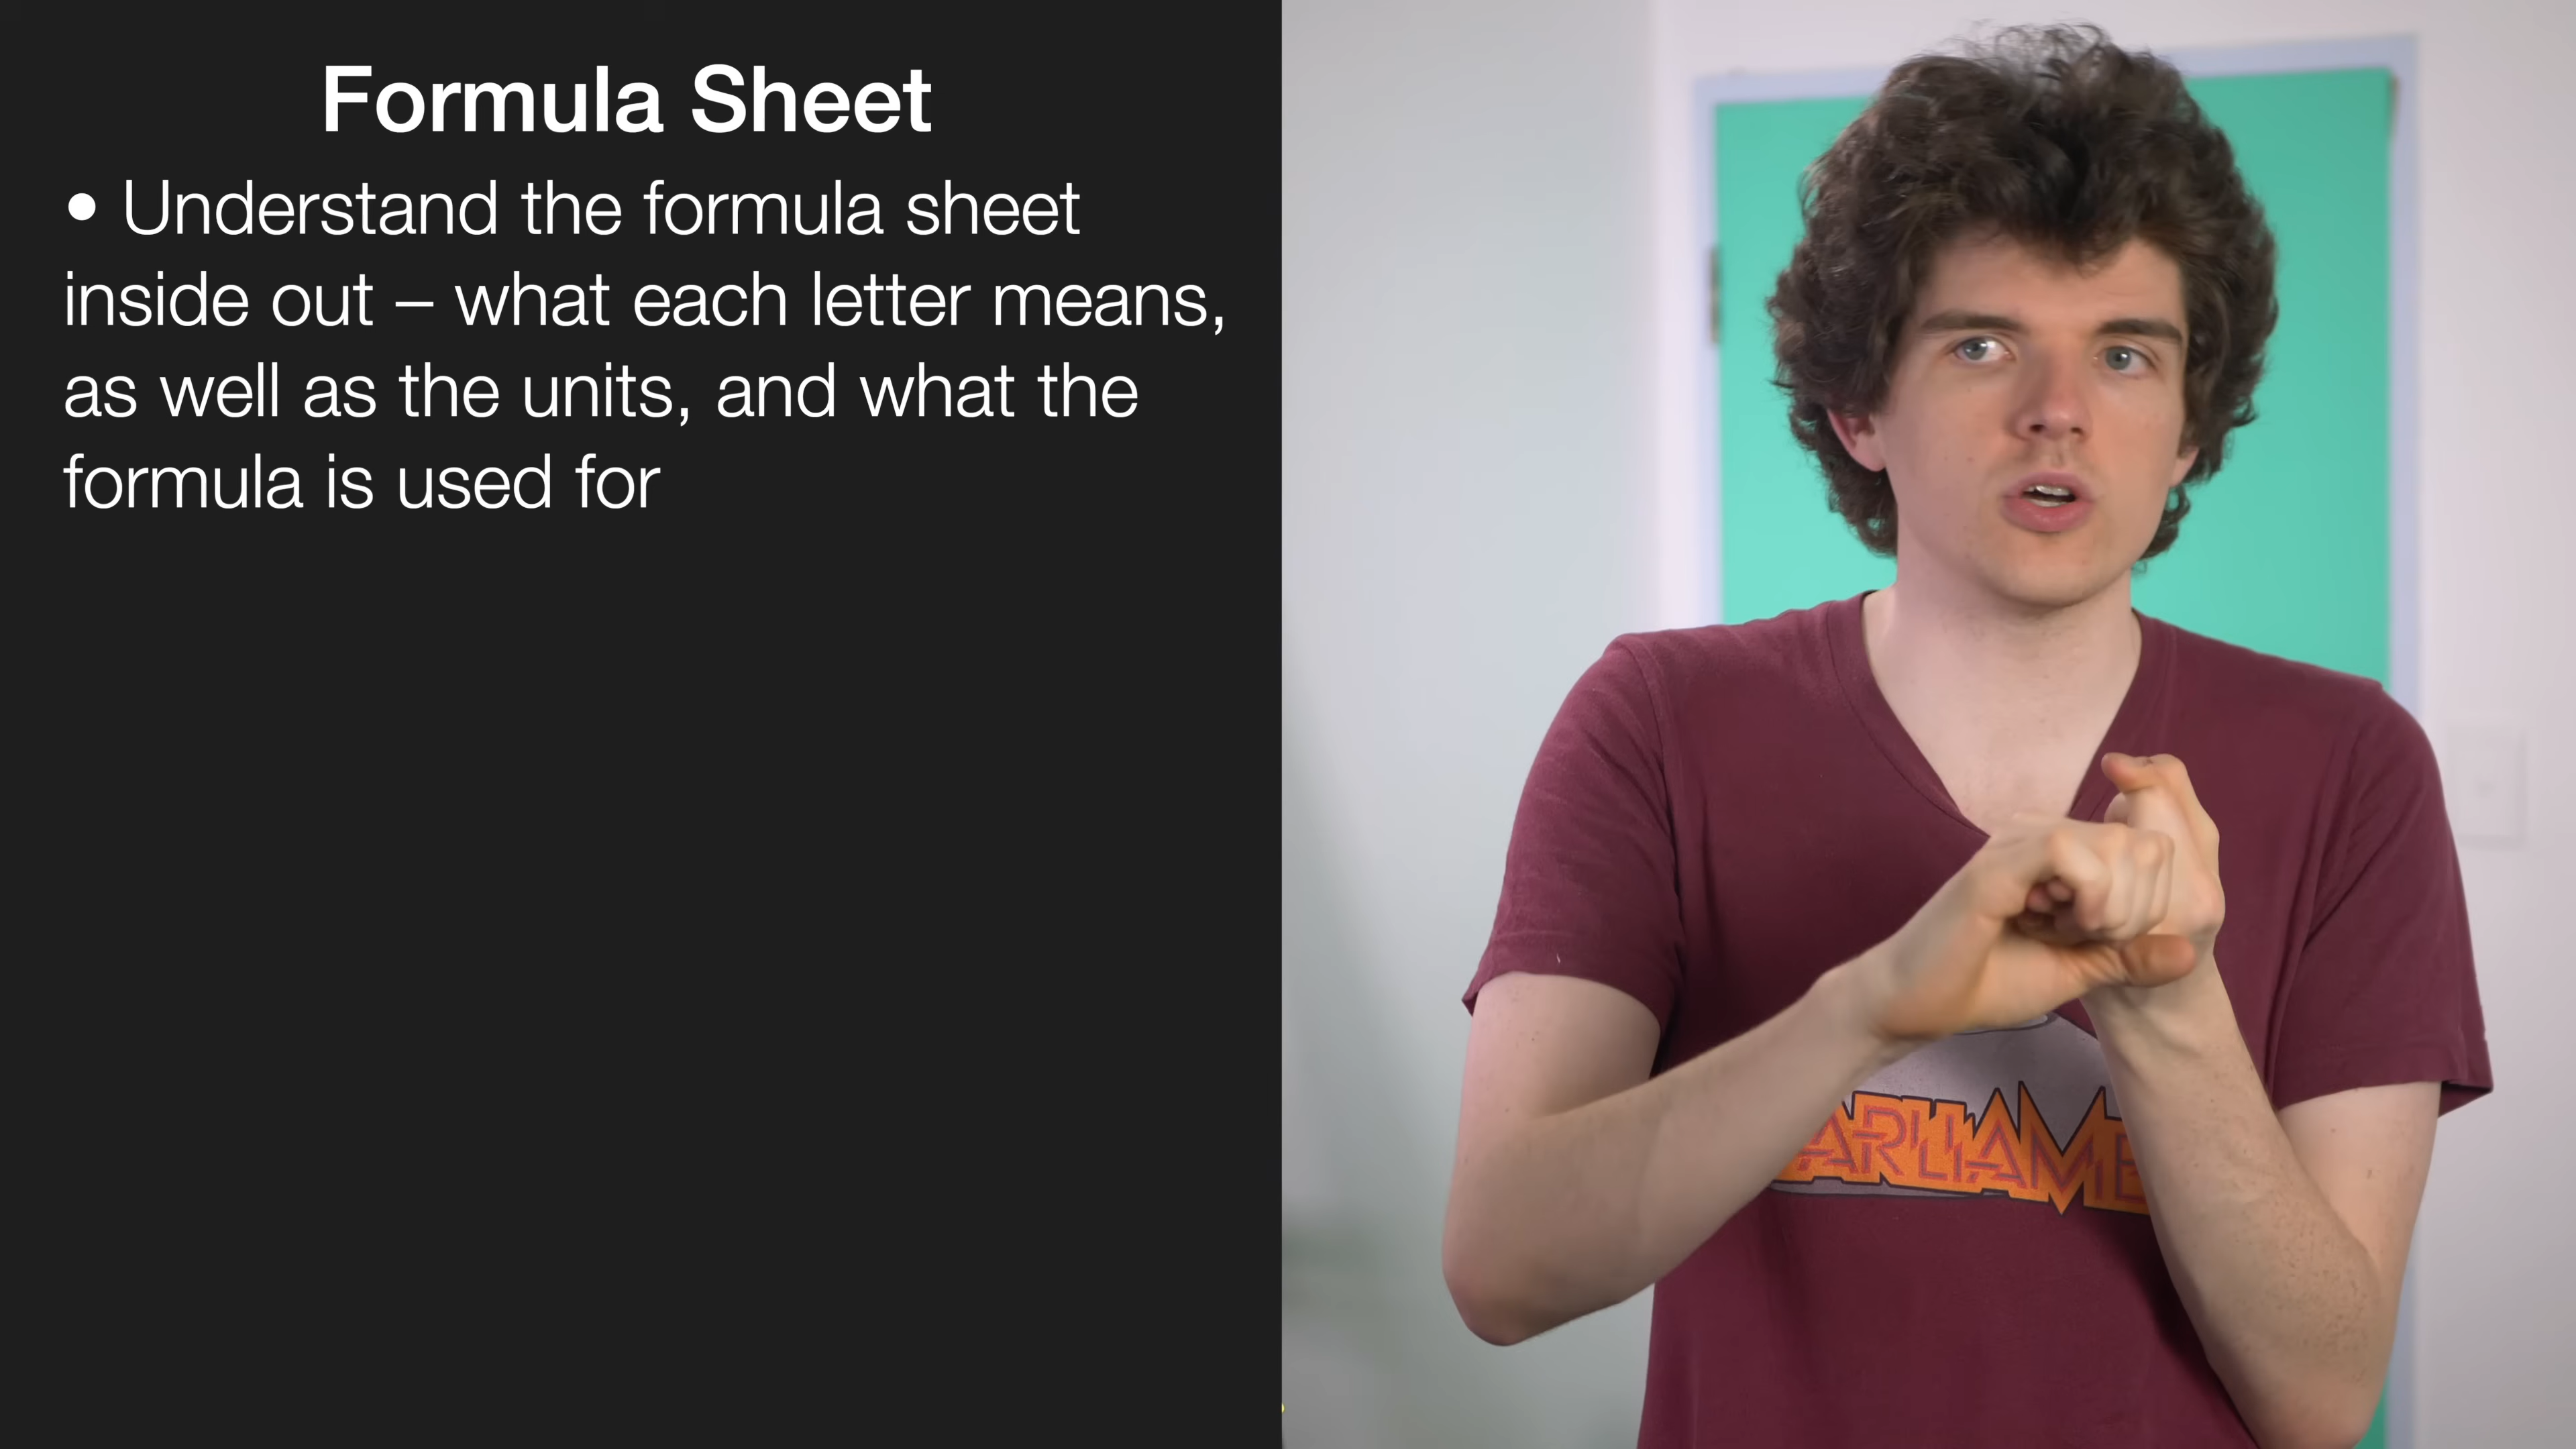 Formula Sheet
• Understand the formula sheet
inside out – what each letter means,
as well as the units, and what the
formula is used for
ARLIAME